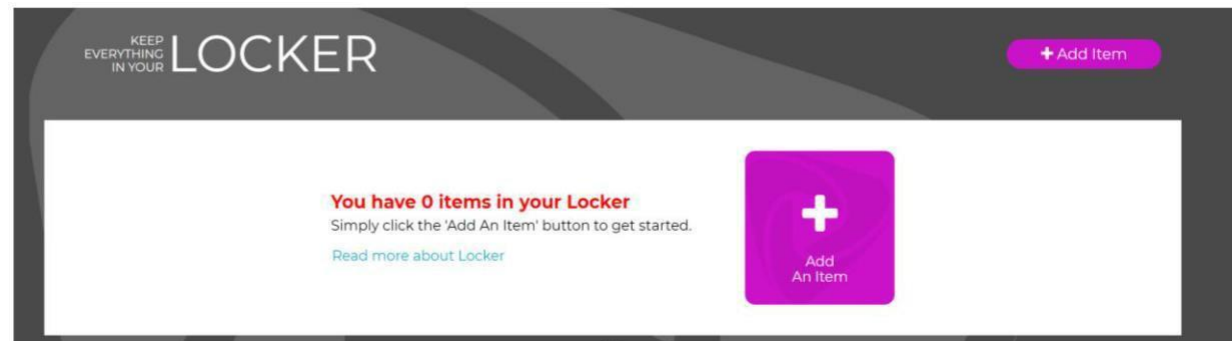 KEEP
EVERYTHING
IN YOUR
LOCKER
+ Add Item
You have 0 items in your Locker
Simply click the 'Add An Item' button to get started.
Read more about Locker
Add
An Item